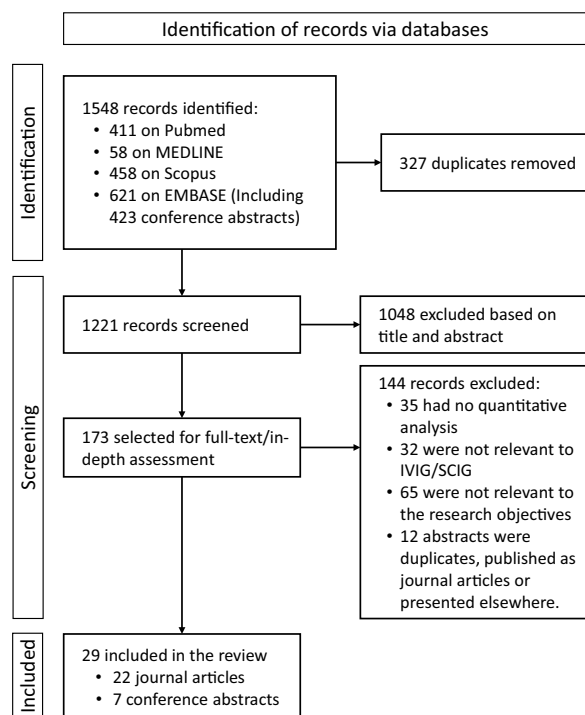 Identification of records via databases
Identification
1548 records identified:
• 411 on Pubmed
• 58 on MEDLINE
• 458 on Scopus
• 621 on EMBASE (Including
423 conference abstracts)
327 duplicates removed
Screening
1221 records screened
1048 excluded based on
title and abstract
173 selected for full-text/in-
depth assessment
144 records excluded:
• 35 had no quantitative
analysis
• 32 were not relevant to
IVIG/SCIG
• 65 were not relevant to
the research objectives
• 12 abstracts were
duplicates, published as
journal articles or
presented elsewhere.
Included
29 included in the review
• 22 journal articles
• 7 conference abstracts